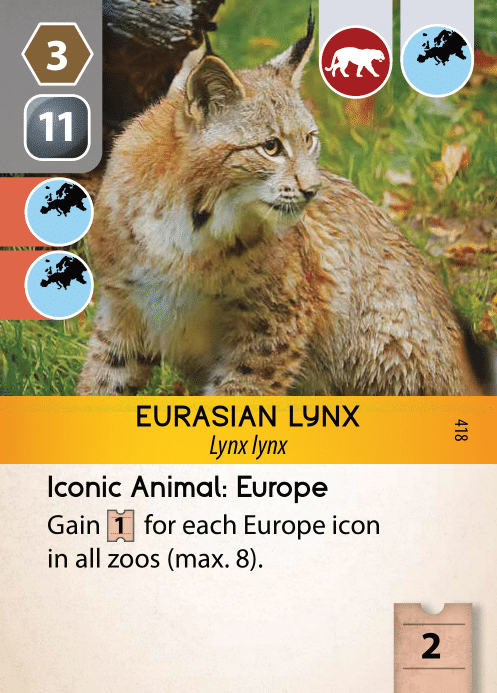 3
11
EURASIAN LYNX
Lynx lynx
418
Iconic Animal: Europe
Gain 1 for each Europe icon
in all zoos (max. 8).
2